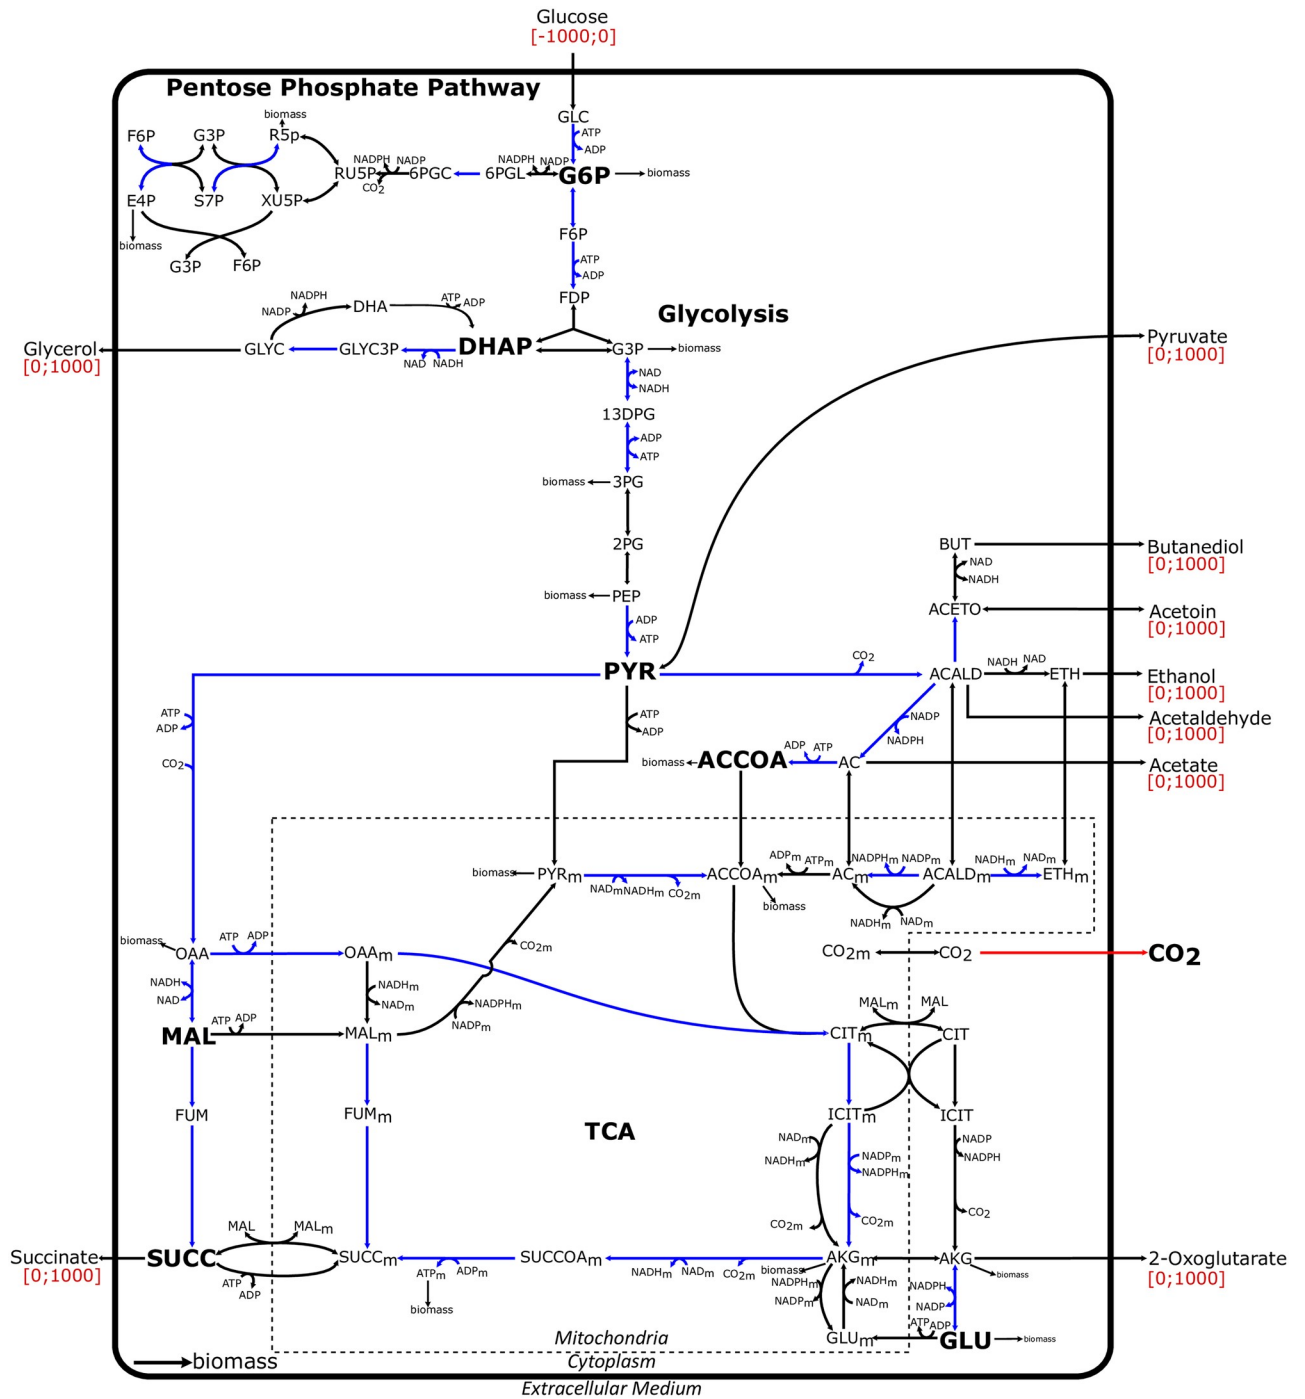 Glucose
[-1000;0]
Pentose Phosphate Pathway
GLC
ATP
ADP
biomass
F6P G3P R5p
NADPH NADP NADPH NADP
RU5P 6PGC 6PGL G6P biomass
CO2
E4P S7P XU5P
biomass
G3P F6P
F6P
ATP
ADP
FDP
Glycolysis
NADPH
NADP DHA ATP ADP
Glycerol GLYC GLYC3P DHAP G3P biomass
[0;1000]
NAD NADH
NAD
NADH
Pyruvate
[0;1000]
13DPG
ADP
ATP
biomass 3PG
2PG
biomass PEP
ADP
ATP
PYR
BUT Butanediol
[0;1000]
NAD
NADH
ACETO Acetoin
[0;1000]
CO2 ACALD NADH NAD ETH Ethanol
[0;1000]
Acetaldehyde
[0;1000]
NADP
NADPH
ATP
ADP
ATP
ADP
CO2
biomass ACCOA ADP ATP AC Acetate
[0;1000]
biomass PYRm NADm NADHm CO2m ACCOAm ADPm ATPm ACm NADPHm NADPm ACALDm NADHm NADm ETHm
biomass
NADHm NADm
biomass OAA ATP ADP OAAm CO2m
CO2m CO2 CO2
NADH
NAD
NADHm
NADm
NADPHm
NADPm
MAL ATP ADP MALm
MALm MAL
CITm CIT
FUM FUMm
TCA
ICITm ICIT
NADm
NADHm
NADPm
NADPHm
NADP
NADPH
CO2m CO2m CO2
MAL MALm
Succinate SUCC SUCCm SUCCOAm AKGm AKG 2-Oxoglutarate
[0;1000] [0;1000]
ATP
ADP
ATPm ADPm
NADHm NADm CO2m
biomass
biomass
biomass
NADPHm
NADPm
NADHm
NADm
NADPH
NADP
GLUm ATP ADP GLU biomass
Mitochondria
biomass Cytoplasm
Extracellular Medium